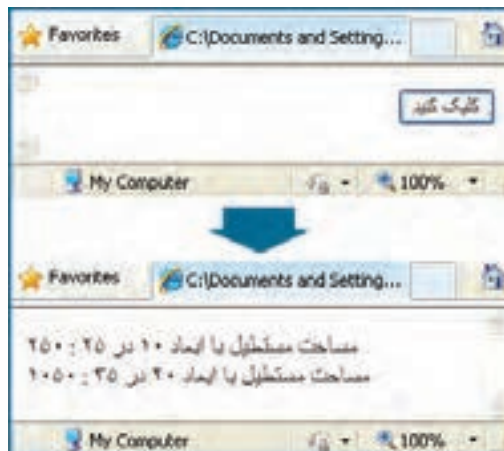 Favorites C:\Documents and Setting...
کلیک کنید
My Computer 100%
Favorites C:\Documents and Setting...
مساحت مستطیل با ابعاد ۱۰ در ۲۵ : ۲۵۰
مساحت مستطیل با ابعاد ۳۰ در ۳۵ : ۱۰۵۰
My Computer 100%